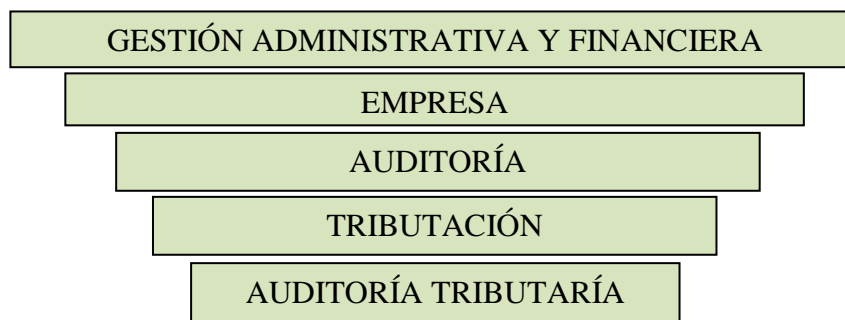 GESTIÓN ADMINISTRATIVA Y FINANCIERA
EMPRESA
AUDITORÍA
TRIBUTACIÓN
AUDITORÍA TRIBUTARÍA